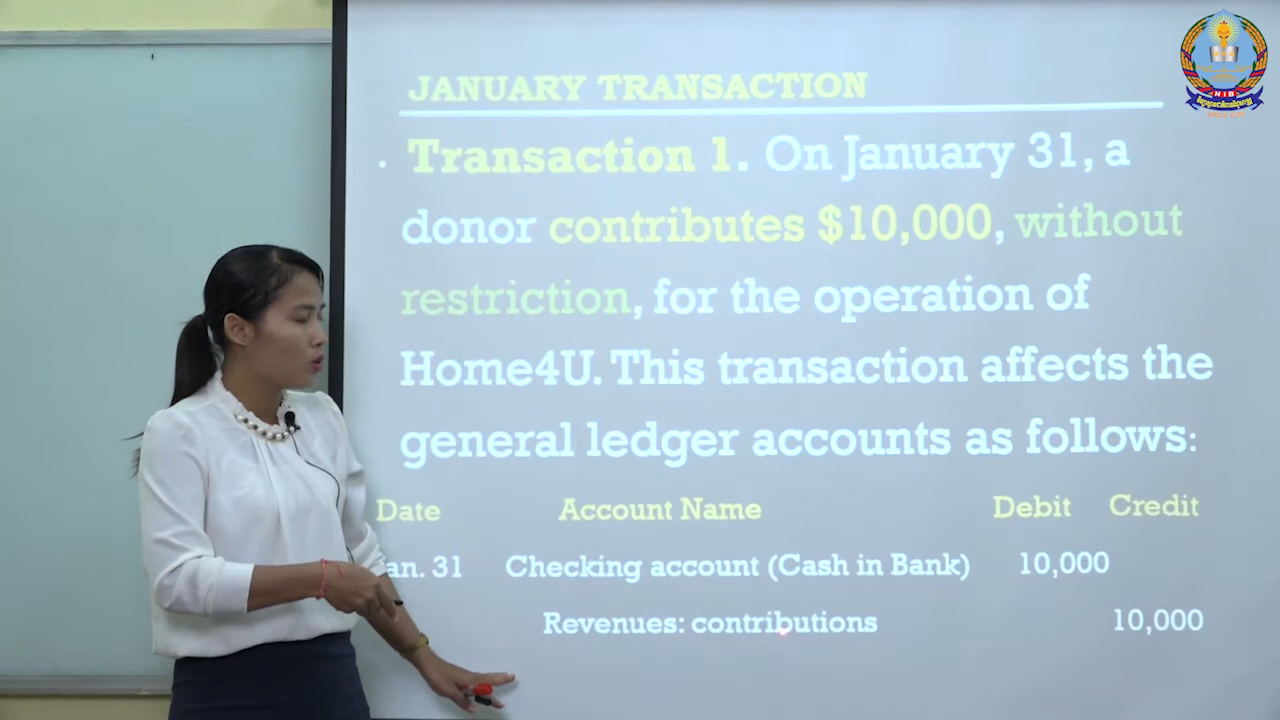 JANUARY TRANSACTION
. Transaction 1. On January 31, a
donor contributes $10,000, without
restriction, for the operation of
Home4U. This transaction affects the
general ledger accounts as follows:
Date Account Name Debit Credit
an. 31 Checking account (Cash in Bank) 10,000
Revenues: contributions 10,000
NIB